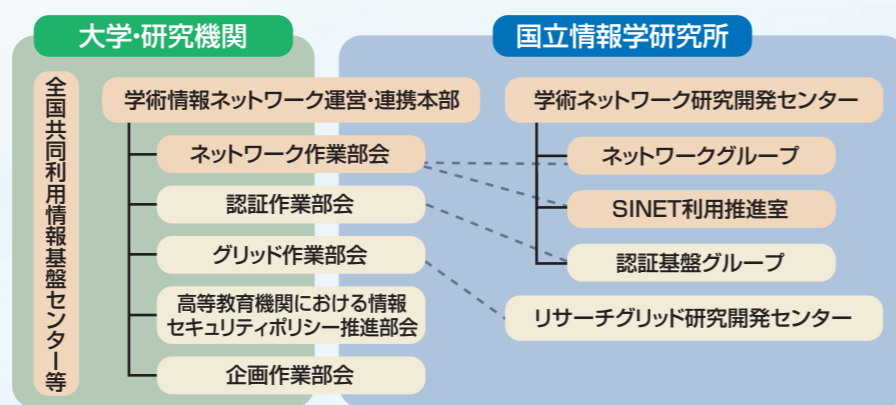 大学・研究機関
国立情報学研究所
全国共同利用情報基盤センター等
学術情報ネットワーク運営・連携本部
ネットワーク作業部会
認証作業部会
グリッド作業部会
高等教育機関における情報
セキュリティポリシー推進部会
企画作業部会
学術ネットワーク研究開発センター
ネットワークグループ
SINET利用推進室
認証基盤グループ
リサーチグリッド研究開発センター